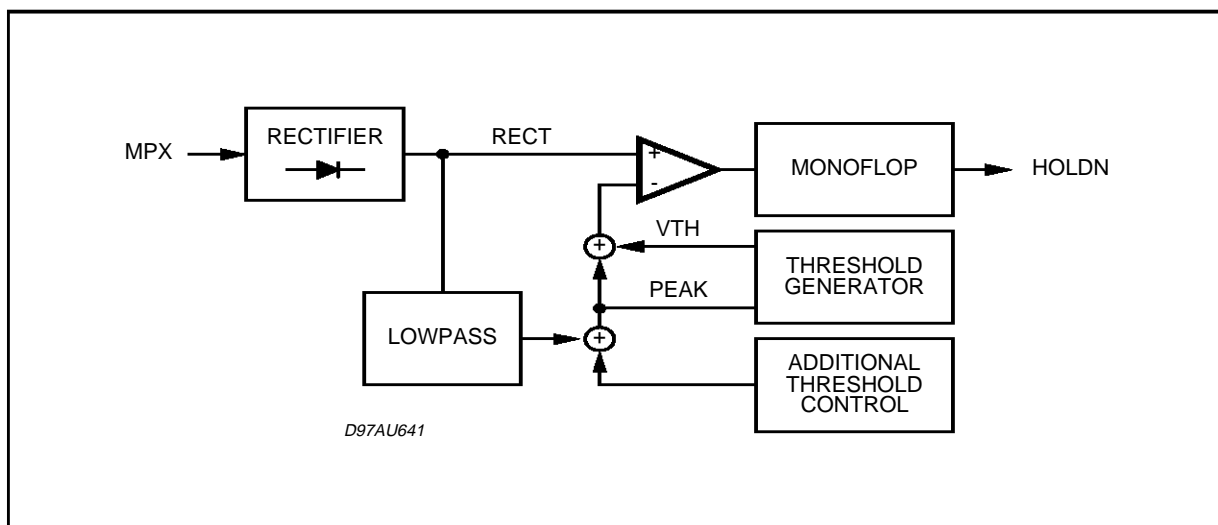 RECTIFIER
MPX
RECT
+
-
MONOFLOP
HOLDN
VTH
+
THRESHOLD
GENERATOR
PEAK
LOWPASS
+
ADDITIONAL
THRESHOLD
CONTROL
D97AU641